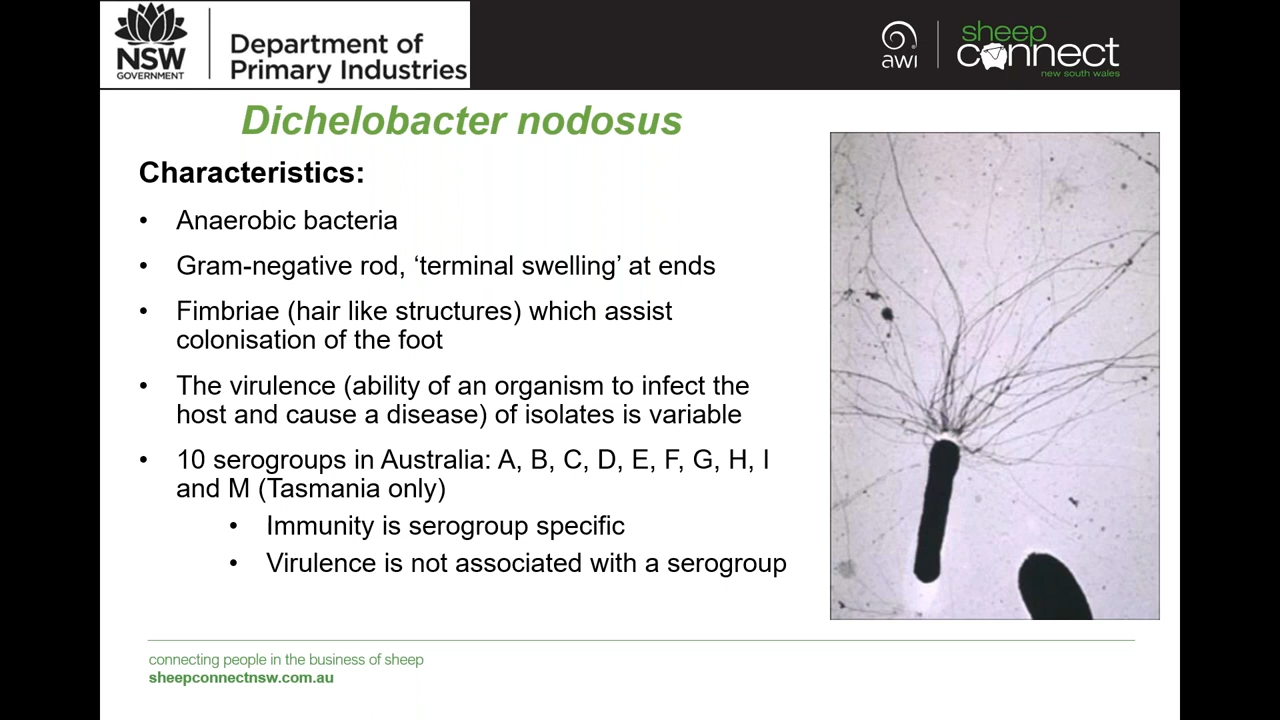 NSW
GOVERNMENT
Department of
Primary Industries
awi
sheep
connect
new south wales
Dichelobacter nodosus
Characteristics:
• Anaerobic bacteria
• Gram-negative rod, ‘terminal swelling’ at ends
• Fimbriae (hair like structures) which assist
colonisation of the foot
• The virulence (ability of an organism to infect the
host and cause a disease) of isolates is variable
• 10 serogroups in Australia: A, B, C, D, E, F, G, H, I
and M (Tasmania only)
• Immunity is serogroup specific
• Virulence is not associated with a serogroup
connecting people in the business of sheep
sheepconnectnsw.com.au